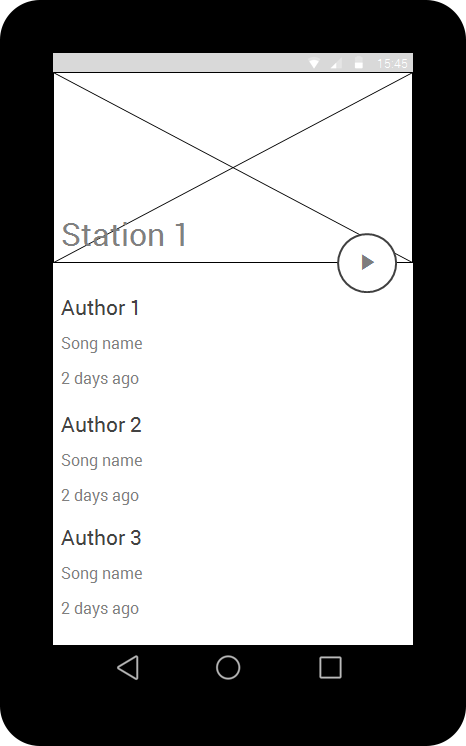 15:45
Station 1
Author 1
Song name
2 days ago
Author 2
Song name
2 days ago
Author 3
Song name
2 days ago